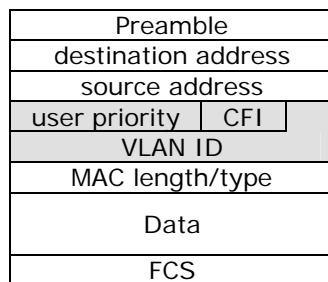 Preamble
destination address
source address
user priority CFI
VLAN ID
MAC length/type
Data
FCS